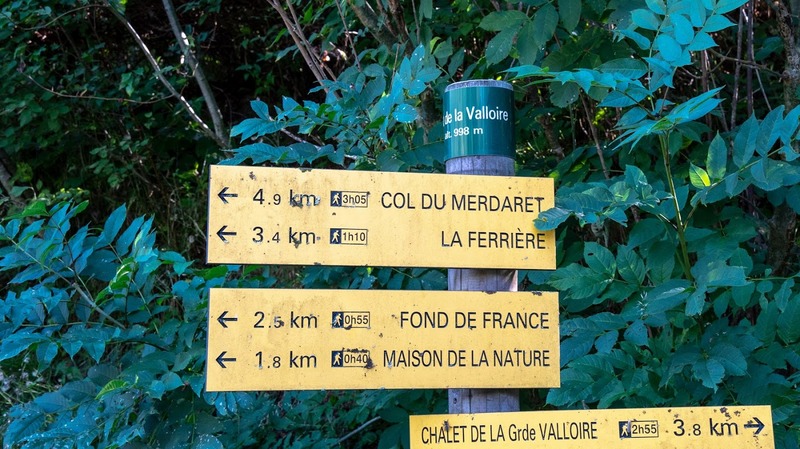 de la Valloire
alt. 998 m
← 4.9 km 3h05 COL DU MERDARET
← 3.4 km 1h10 LA FERRIÈRE
← 2.5 km 0h55 FOND DE FRANCE
← 1.8 km 0h40 MAISON DE LA NATURE
CHALET DE LA Grde VALLOIRE 2h55 3.8 km →